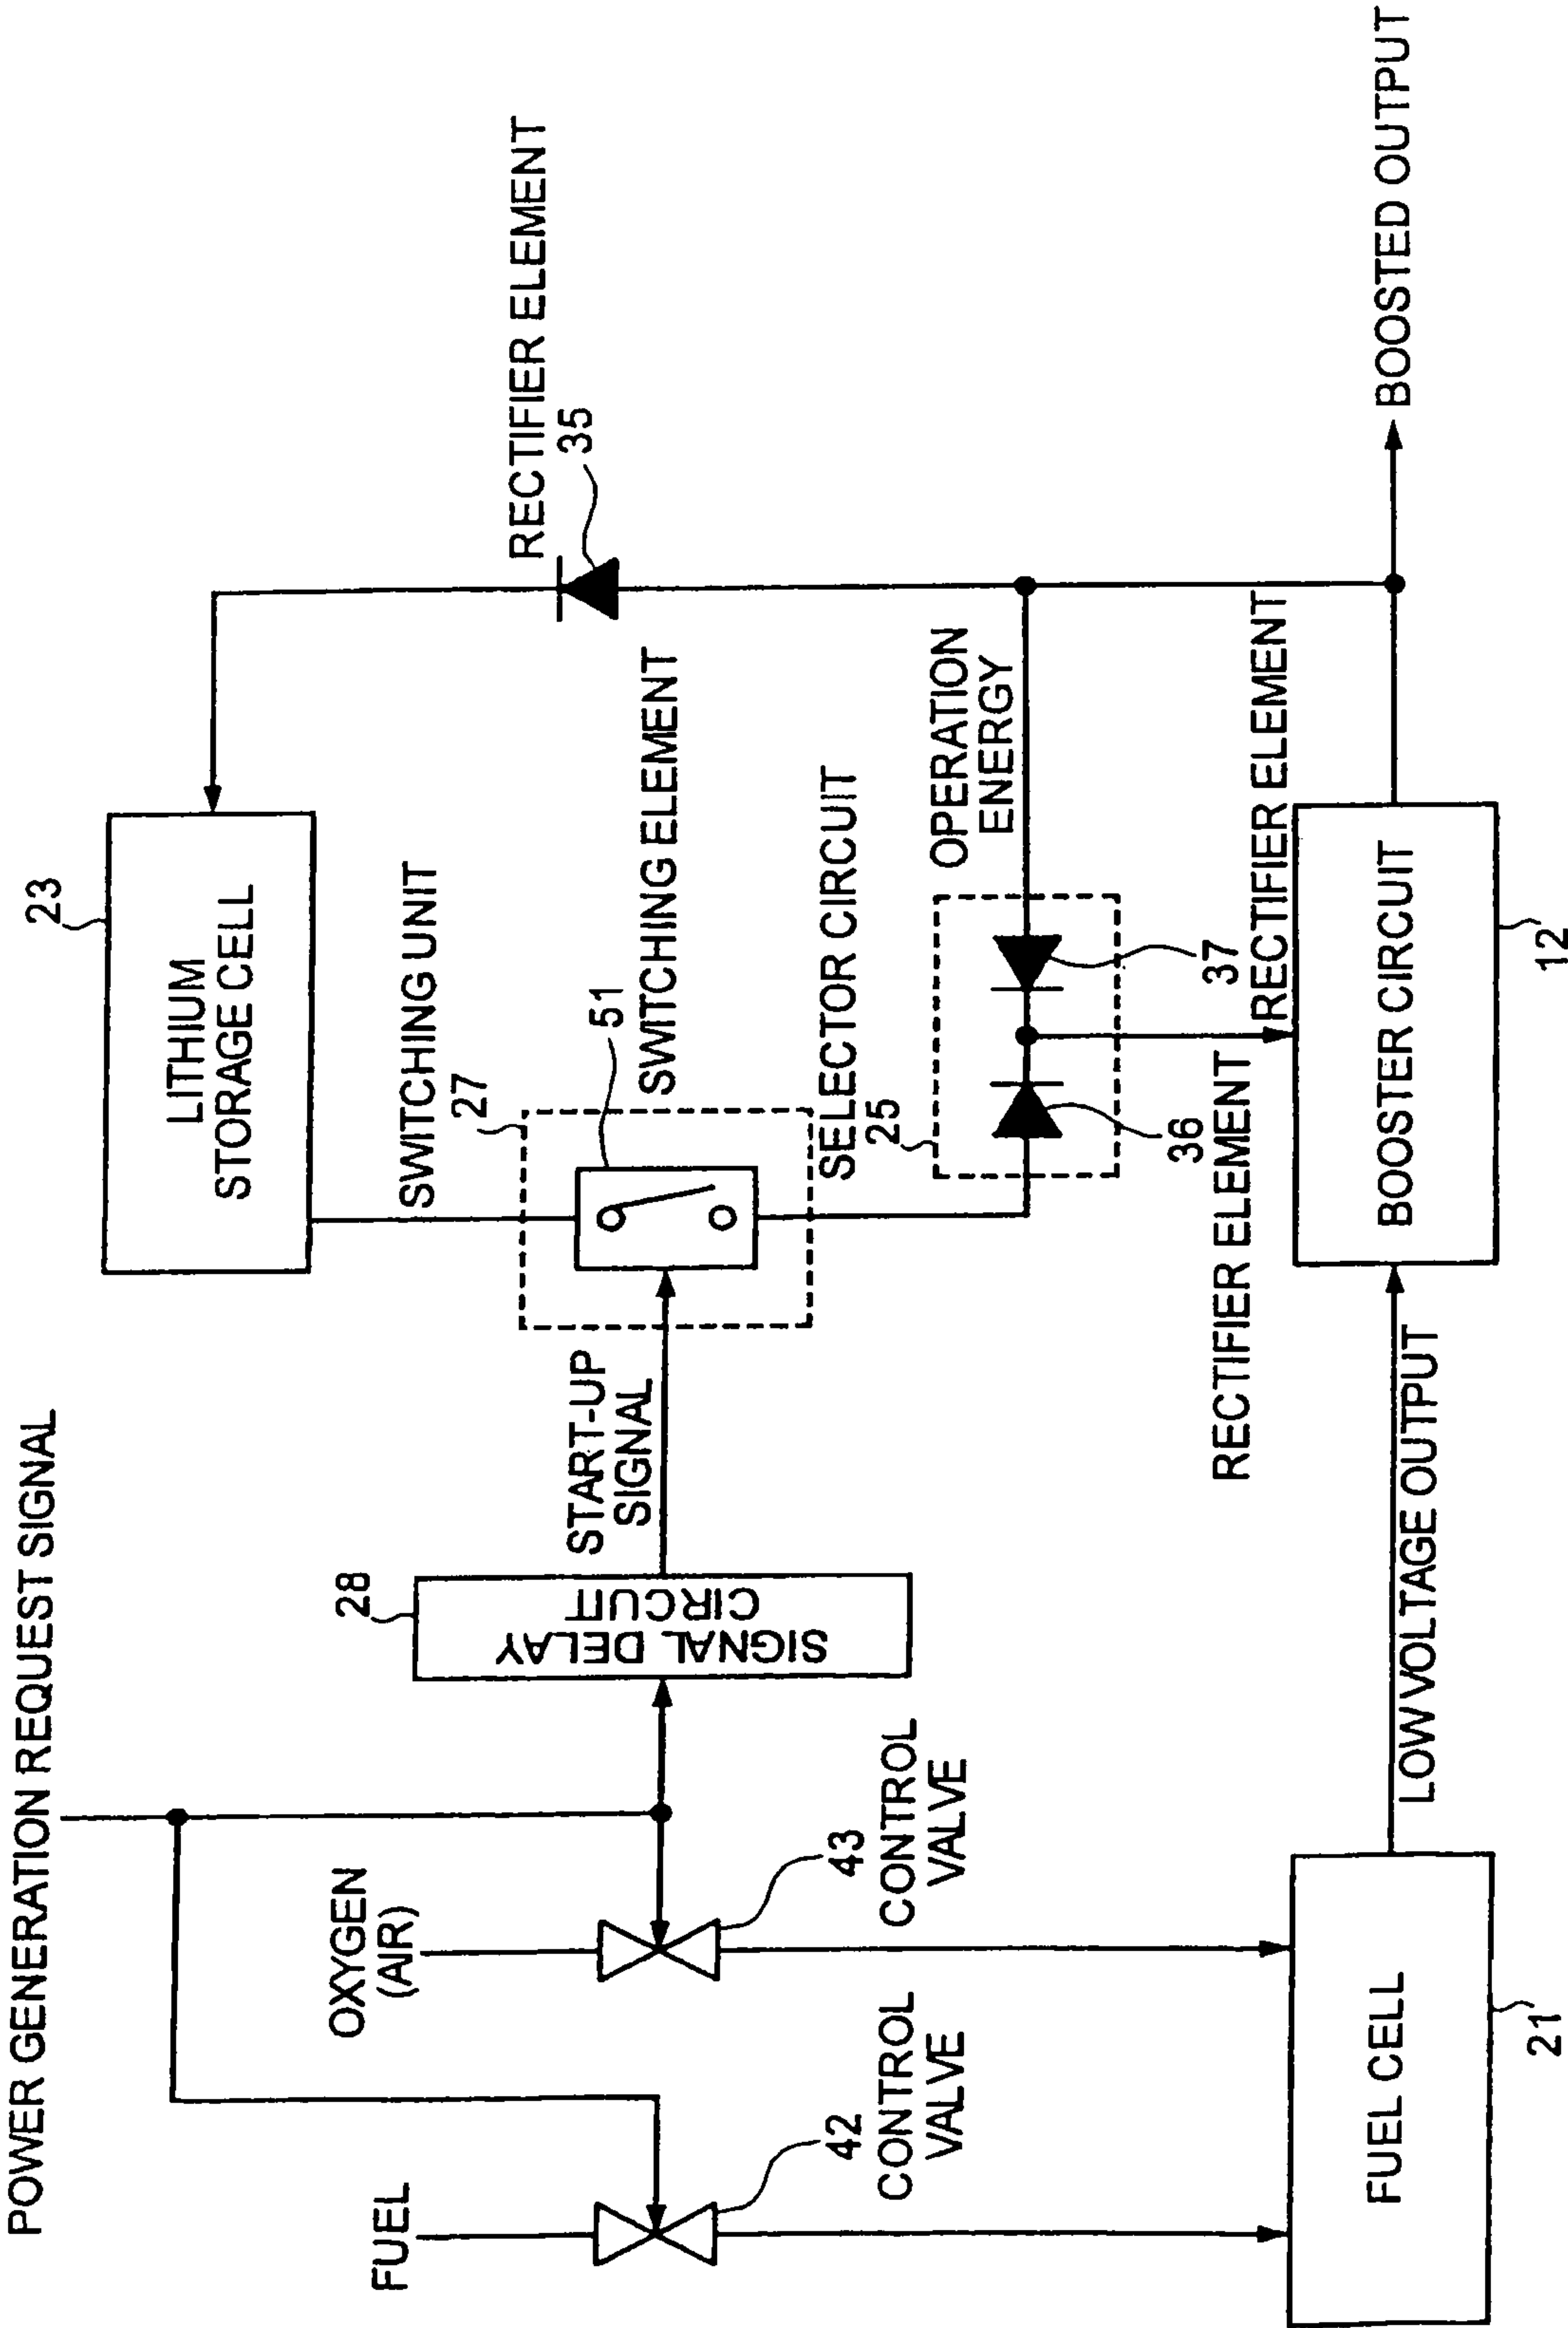 POWER GENERATION REQUEST SIGNAL
FUEL
42
CONTROL
VALVE
OXYGEN
(AIR)
43
CONTROL
VALVE
28
SIGNAL DELAY
CIRCUIT
START-UP
SIGNAL
23
LITHIUM
STORAGE CELL
SWITCHING UNIT
27
51
SWITCHING ELEMENT
SELECTOR CIRCUIT
25
RECTIFIER ELEMENT
35
OPERATION
ENERGY
36
RECTIFIER ELEMENT
37
RECTIFIER ELEMENT
FUEL CELL
21
LOW VOLTAGE OUTPUT
BOOSTER CIRCUIT
12
BOOSTED OUTPUT